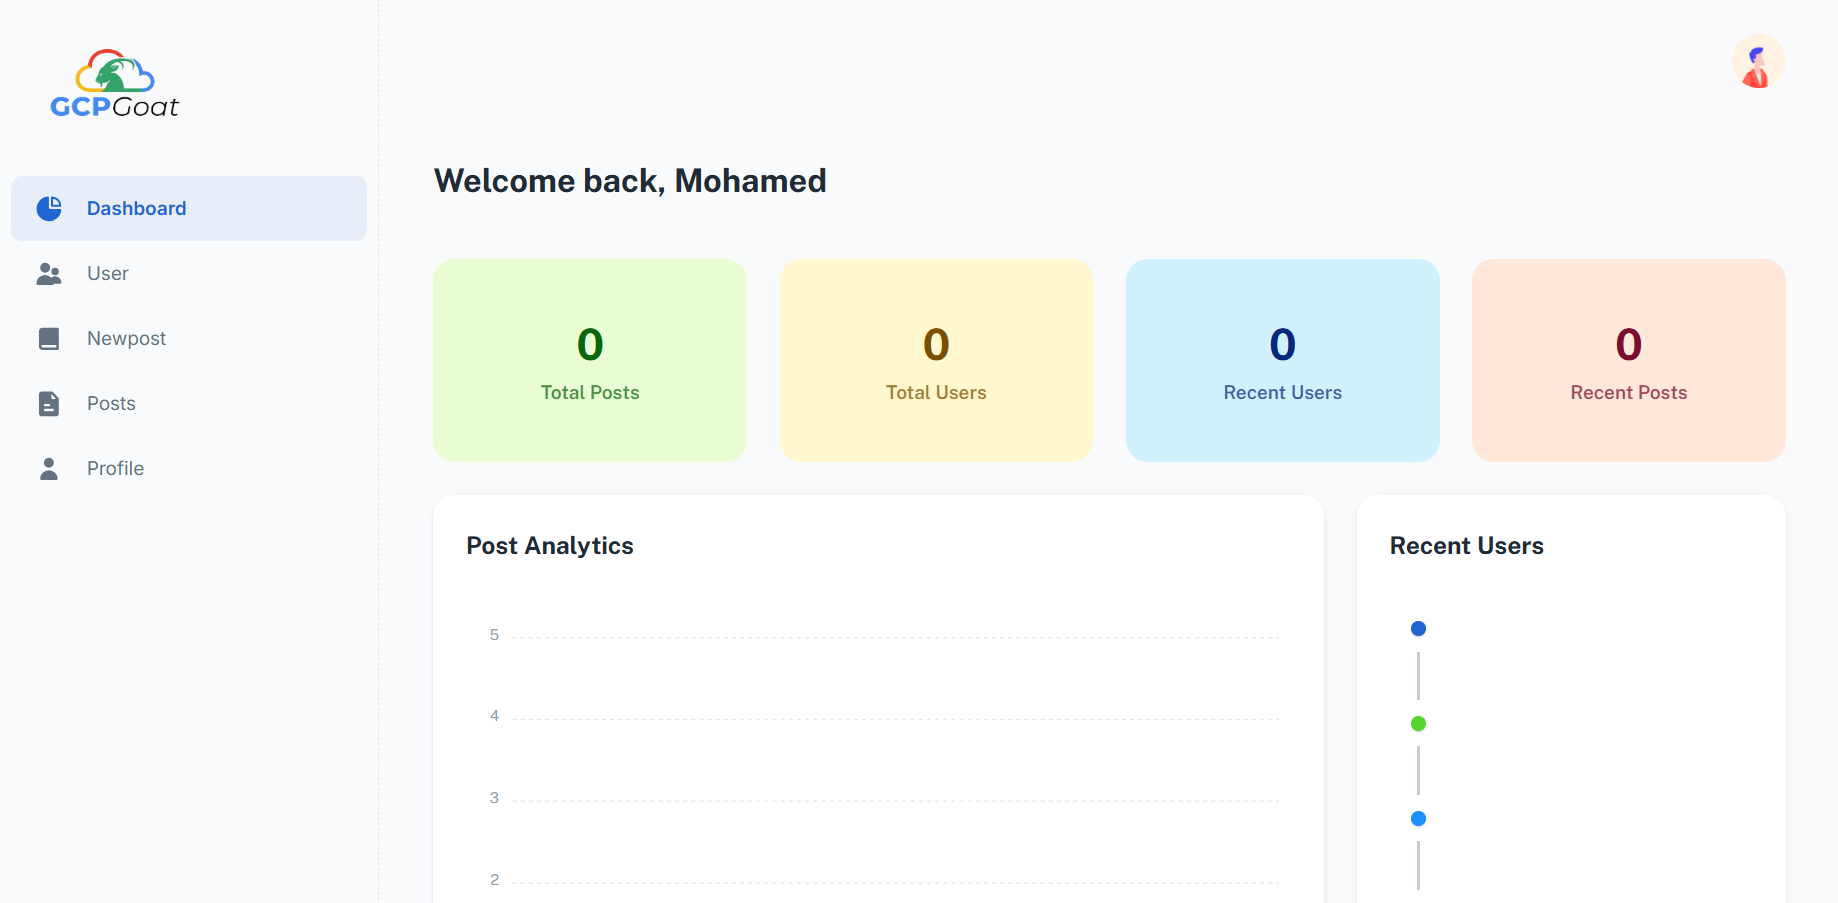 GCPGoat
Dashboard
User
Newpost
Posts
Profile
Welcome back, Mohamed
0
Total Posts
0
Total Users
0
Recent Users
0
Recent Posts
Post Analytics
5
4
3
2
Recent Users